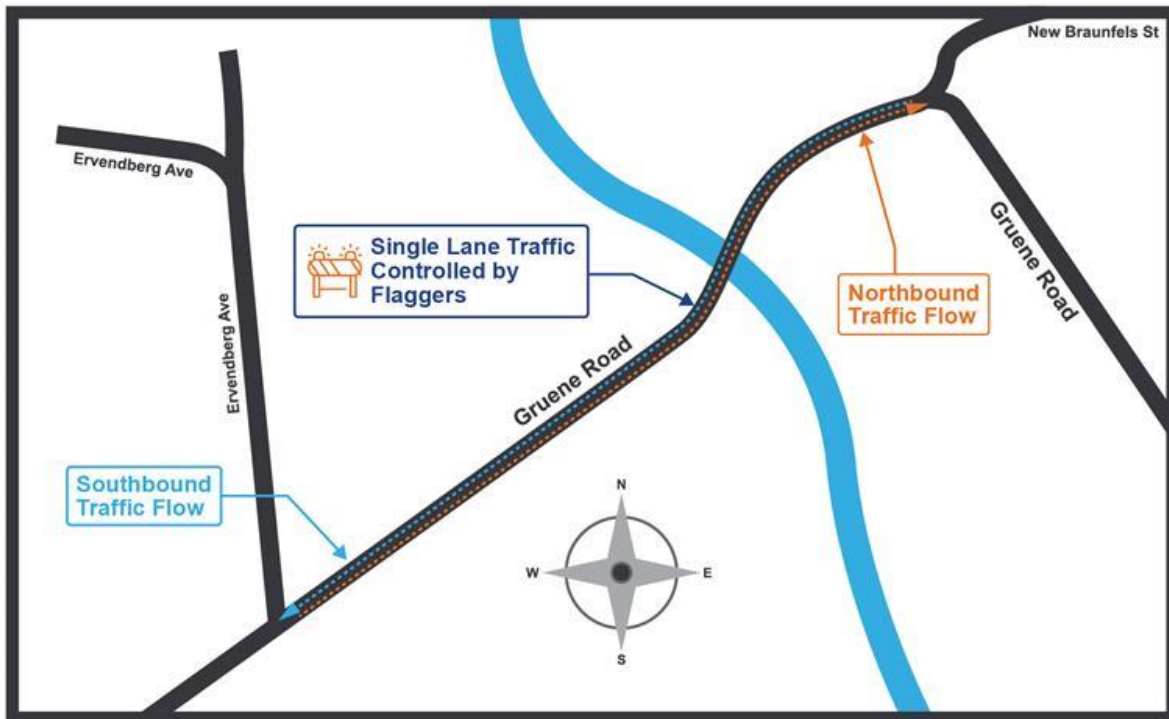 New Braunfels St
Ervendberg Ave
Single Lane Traffic
Controlled by
Flaggers
Gruene Road
Northbound
Traffic Flow
Ervendberg Ave
Gruene Road
Southbound
Traffic Flow
N
W
E
S